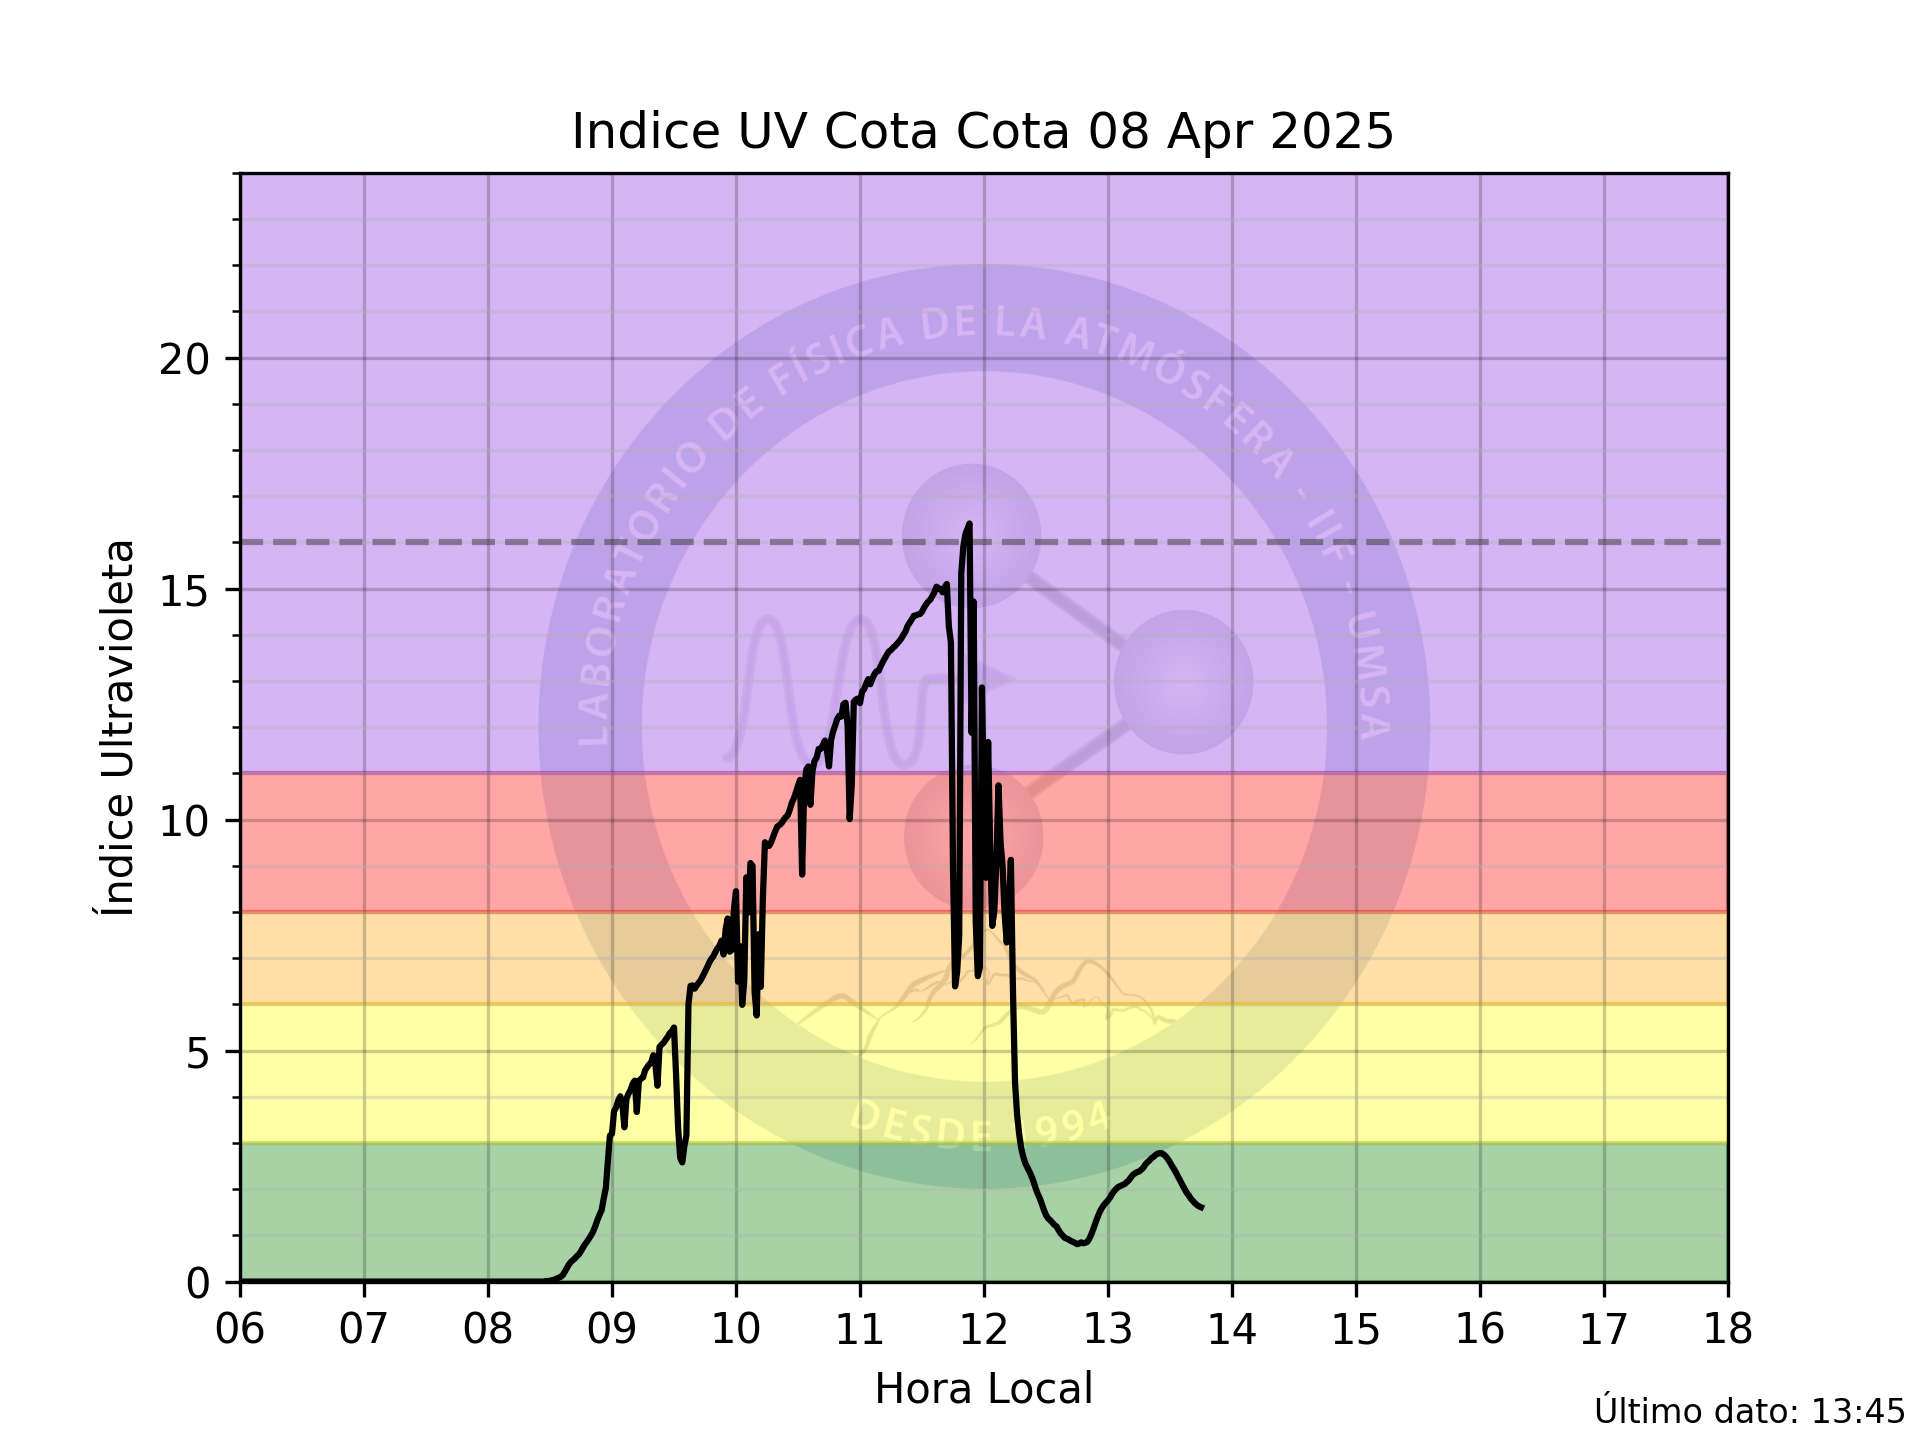 Indice UV Cota Cota 08 Apr 2025
LABORATORIO DE FÍSICA DE LA ATMÓSFERA - IIF - UMSA
20
15
10
5
0
Índice Ultravioleta
DESDE 1994
06 07 08 09 10 11 12 13 14 15 16 17 18
Hora Local
Último dato: 13:45